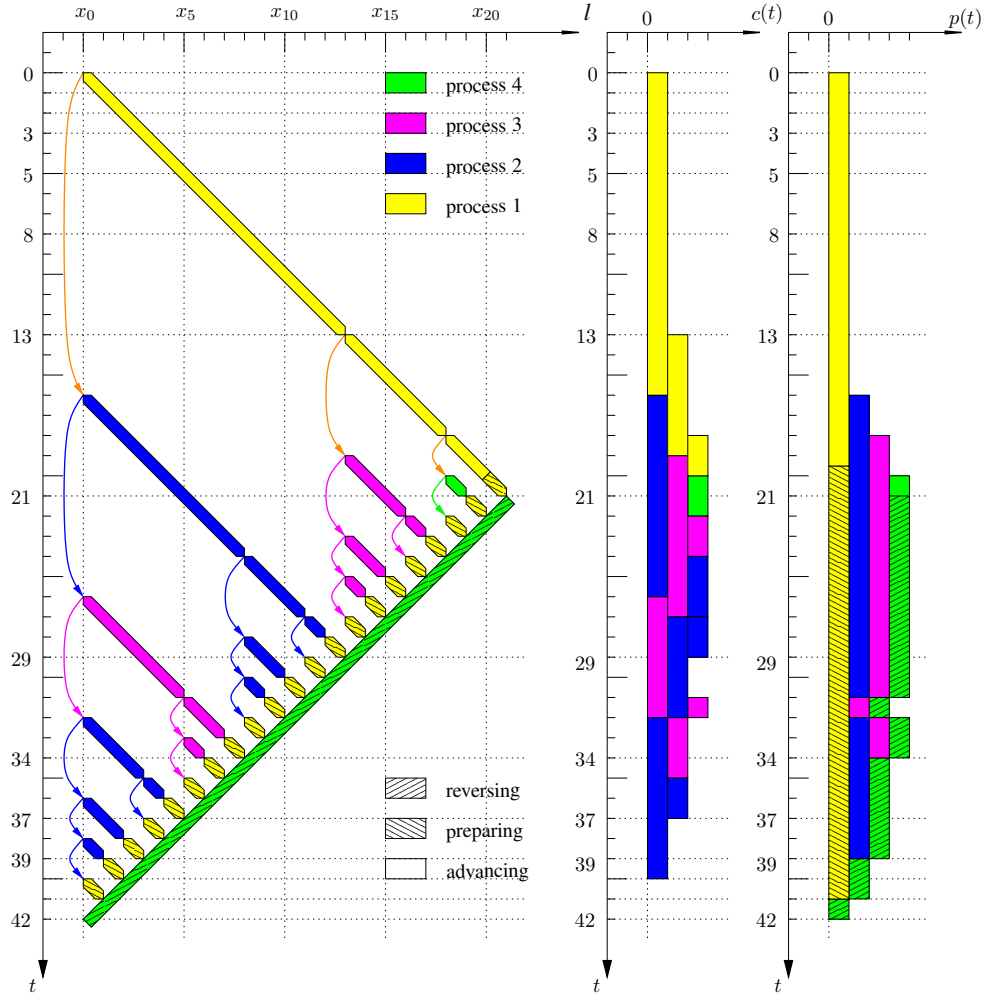 x₀ x₅ x₁₀ x₁₅ x₂₀ l 0 c(t) 0 p(t)
0 0 0
process 4
3 3 3
process 3
5 5 5
process 2
process 1
8 8 8
13 13 13
21 21 21
29 29 29
34 34 34
reversing
37 37 37
preparing
39 39 39
advancing
42 42 42
t t t